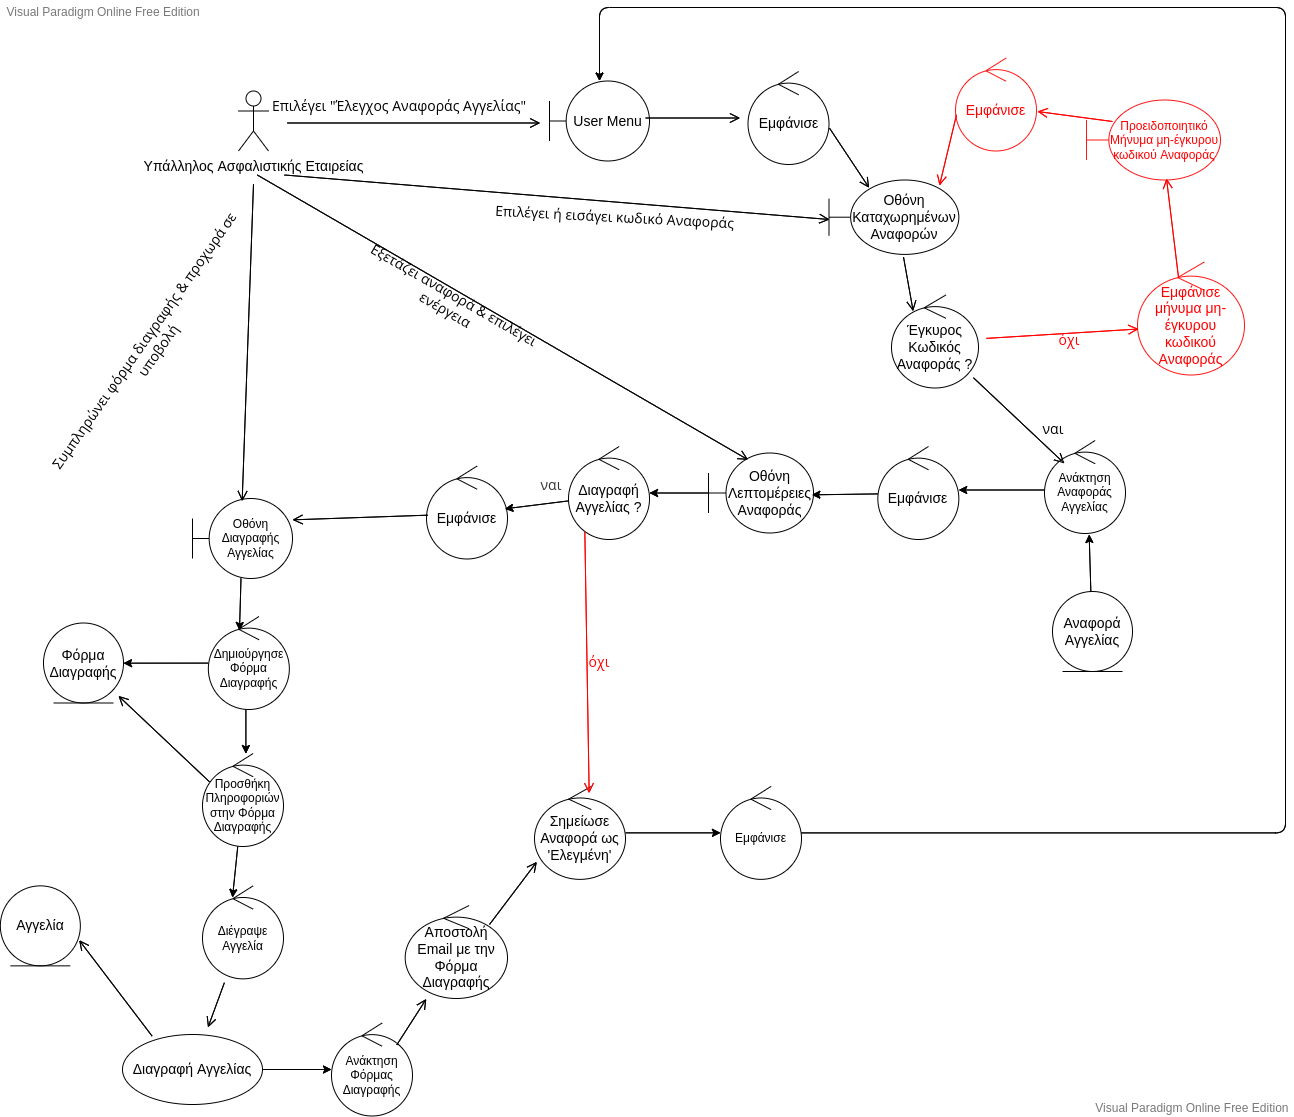 Visual Paradigm Online Free Edition
Επιλέγει "Έλεγχος Αναφοράς Αγγελίας"
User Menu
Εμφάνισε
Εμφάνισε
Προειδοποιητικό
Μήνυμα μη-έγκυρου
κωδικού Αναφοράς
Υπάλληλος Ασφαλιστικής Εταιρείας
Επιλέγει ή εισάγει κωδικό Αναφοράς
Οθόνη
Καταχωρημένων
Αναφορών
Συμπληρώνει φόρμα διαγραφής & προχωρά σε
υποβολή
Εξετάζει αναφορά & επιλέγει
ενέργεια
Έγκυρος
Κωδικός
Αναφοράς ?
όχι
Εμφάνισε
μήνυμα μη-
έγκυρου
κωδικού
Αναφοράς
ναι
Ανάκτηση
Αναφοράς
Αγγελίας
Εμφάνισε
Οθόνη
Λεπτομέρειες
Αναφοράς
Διαγραφή
Αγγελίας ?
ναι
Εμφάνισε
Οθόνη
Διαγραφής
Αγγελίας
Αναφορά
Αγγελίας
Φόρμα
Διαγραφής
Δημιούργησε
Φόρμα
Διαγραφής
όχι
Προσθήκη
Πληροφοριών
στην Φόρμα
Διαγραφής
Σημείωσε
Αναφορά ως
'Ελεγμένη'
Εμφάνισε
Αγγελία
Διέγραψε
Αγγελία
Αποστολή
Email με την
Φόρμα
Διαγραφής
Διαγραφή Αγγελίας
Ανάκτηση
Φόρμας
Διαγραφής
Visual Paradigm Online Free Edition